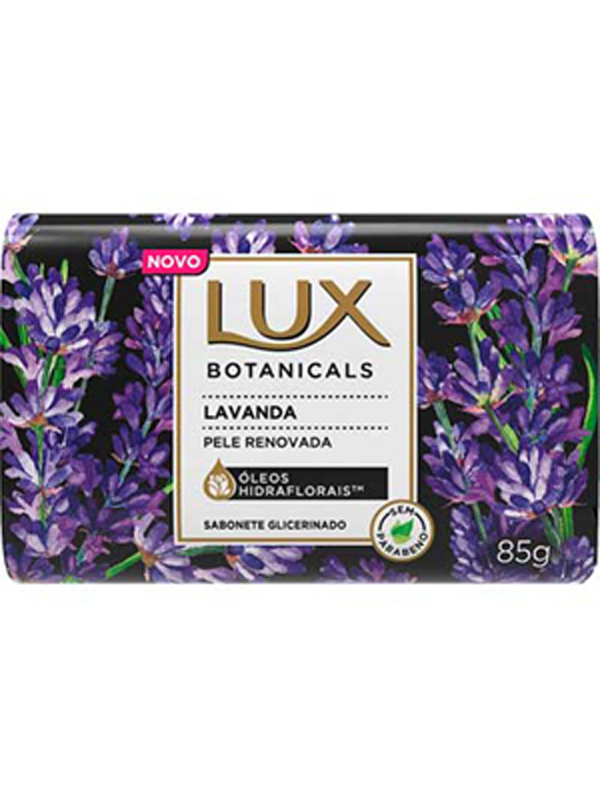 NOVO
LUX
BOTANICALS
LAVANDA
PELE RENOVADA
ÓLEOS
HIDRAFLORAIS™
SABONETE GLICERINADO
SEM
PARABENO
85g